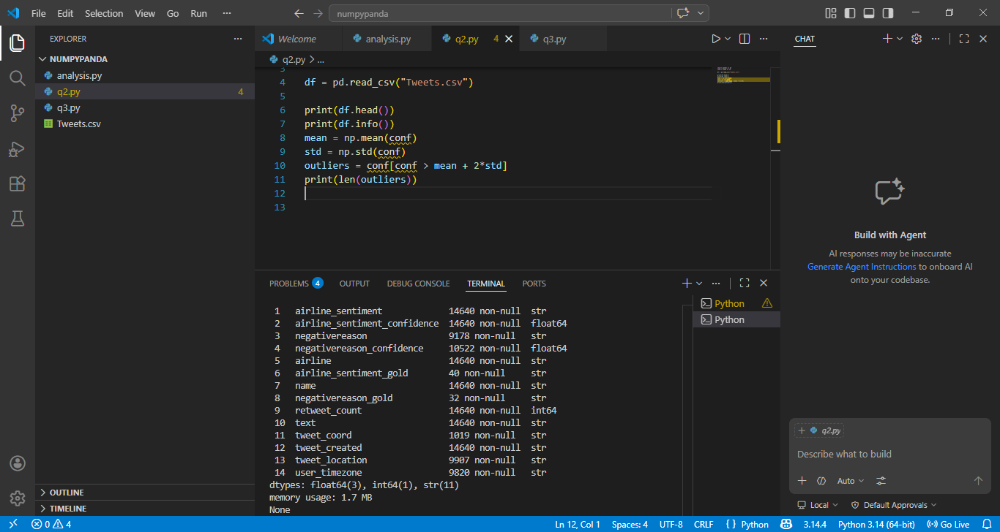 File Edit Selection View Go Run ···
numpypanda
EXPLORER ···
NUMPYPANDA
analysis.py
q2.py 4
q3.py
Tweets.csv
OUTLINE
TIMELINE
Welcome analysis.py q2.py 4 q3.py ···
q2.py > ...
3
4 df = pd.read_csv("Tweets.csv")
5
6 print(df.head())
7 print(df.info())
8 mean = np.mean(conf)
9 std = np.std(conf)
10 outliers = conf[conf > mean + 2*std]
11 print(len(outliers))
12
13
PROBLEMS 4 OUTPUT DEBUG CONSOLE TERMINAL PORTS ···
1 airline_sentiment 14640 non-null str
2 airline_sentiment_confidence 14640 non-null float64
3 negativereason 9178 non-null str
4 negativereason_confidence 10522 non-null float64
5 airline 14640 non-null str
6 airline_sentiment_gold 40 non-null str
7 name 14640 non-null str
8 negativereason_gold 32 non-null str
9 retweet_count 14640 non-null int64
10 text 14640 non-null str
11 tweet_coord 1019 non-null str
12 tweet_created 14640 non-null str
13 tweet_location 9907 non-null str
14 user_timezone 9820 non-null str
dtypes: float64(3), int64(1), str(11)
memory usage: 1.7 MB
None
Python
Python
CHAT ···
Build with Agent
AI responses may be inaccurate
Generate Agent Instructions to onboard AI
onto your codebase.
q2.py
Describe what to build
Auto
Local Default Approvals
0 4 Ln 12, Col 1 Spaces: 4 UTF-8 CRLF { } Python 3.14.4 Python 3.14 (64-bit) Go Live